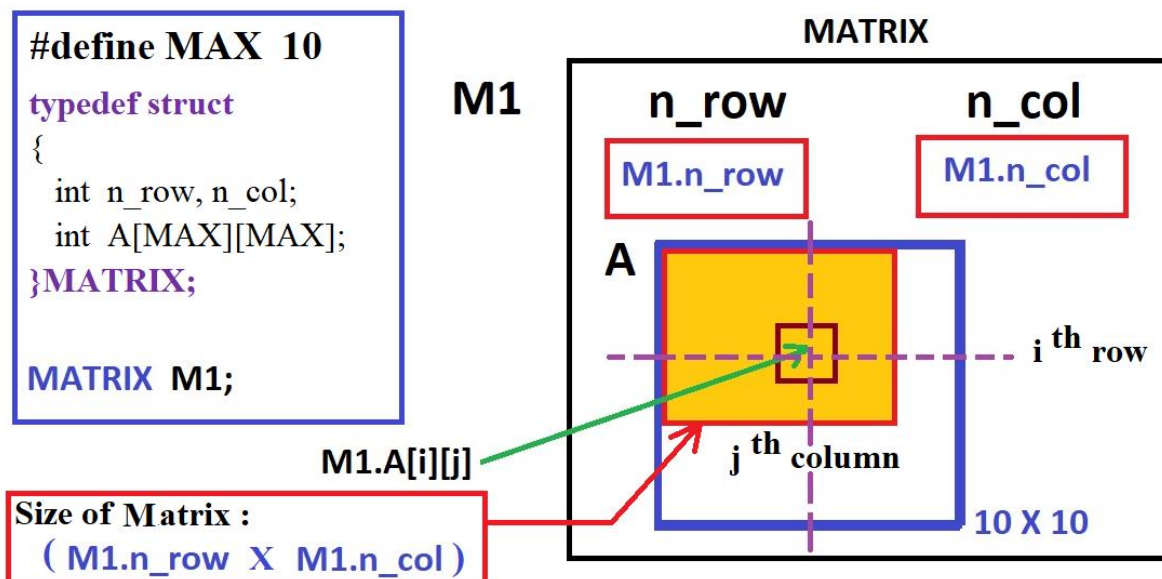 #define MAX 10
typedef struct
{
int n_row, n_col;
int A[MAX][MAX];
}MATRIX;
MATRIX M1;
MATRIX
M1
n_row
n_col
M1.n_row
M1.n_col
A
i th row
j th column
10 X 10
M1.A[i][j]
Size of Matrix :
( M1.n_row X M1.n_col )